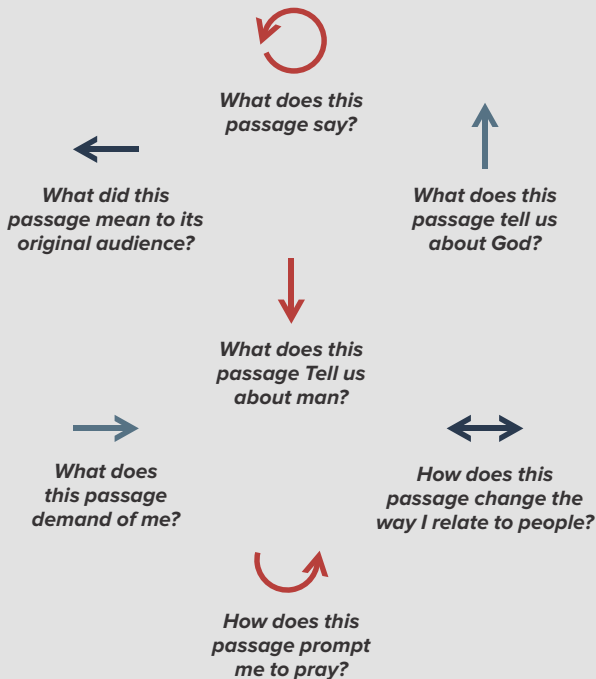 What does this
passage say?
What did this
passage mean to its
original audience?
What does this
passage tell us
about God?
What does this
passage Tell us
about man?
What does
this passage
demand of me?
How does this
passage change the
way I relate to people?
How does this
passage prompt
me to pray?